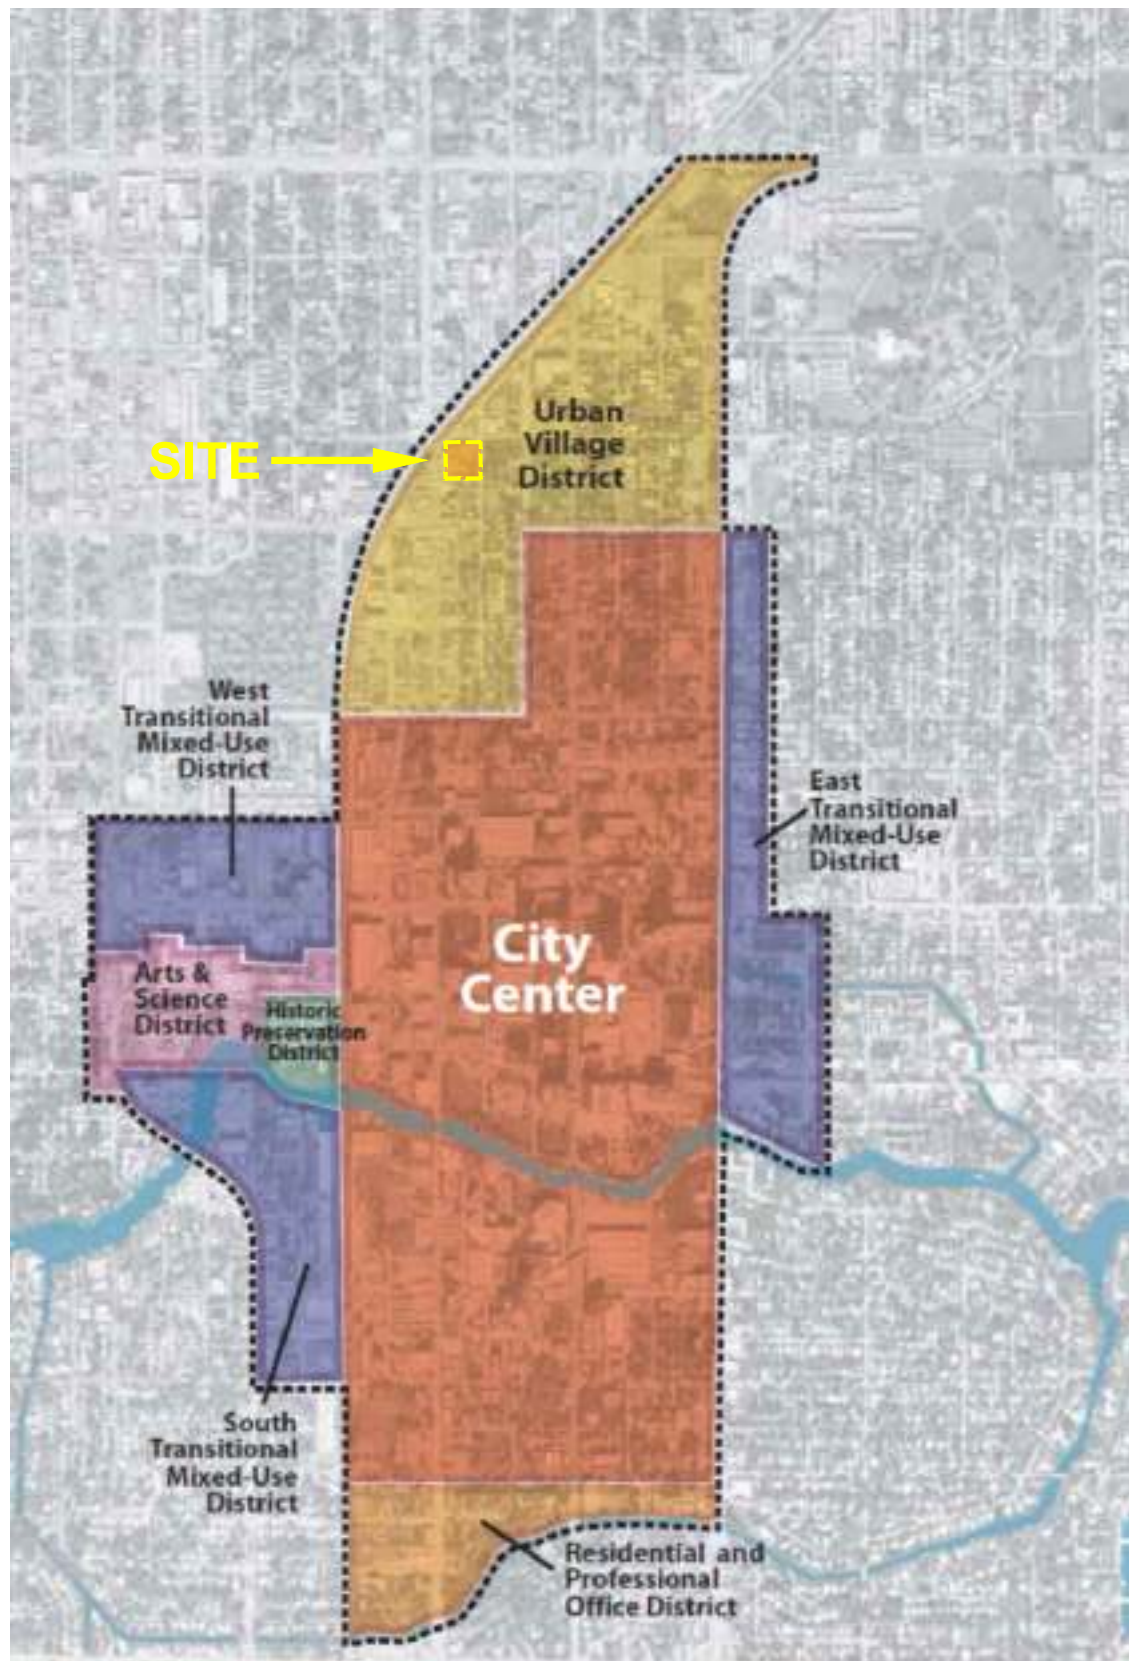 Urban
Village
District
SITE
West
Transitional
Mixed-Use
District
East
Transitional
Mixed-Use
District
City
Center
Arts &
Science
District
Historic
Preservation
District
South
Transitional
Mixed-Use
District
Residential and
Professional
Office District